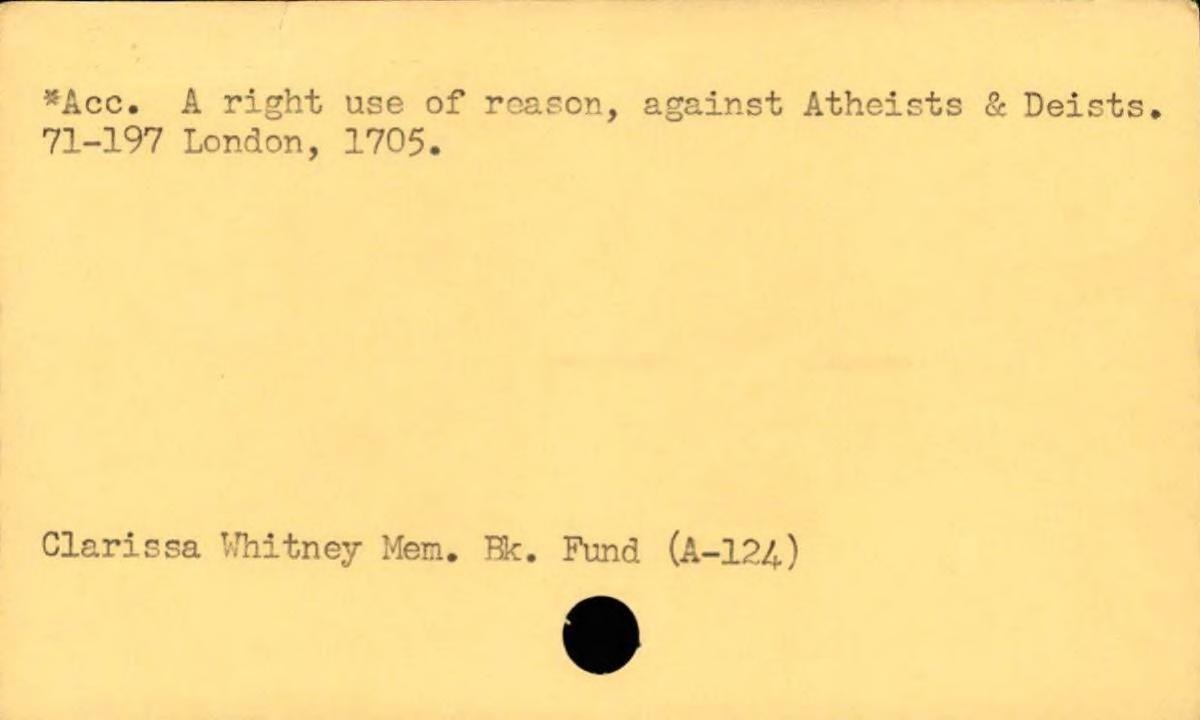 *Acc. A right use of reason, against Atheists & Deists.
71-197 London, 1705.
Clarissa Whitney Mem. Bk. Fund (A-124)